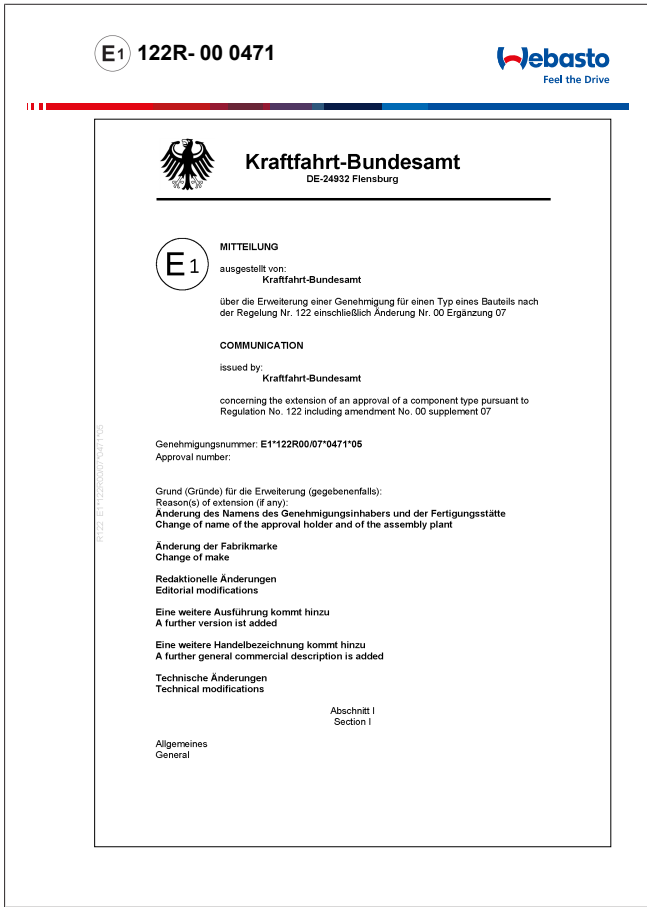 E1 122R- 00 0471
Webasto
Feel the Drive
Kraftfahrt-Bundesamt
DE-24932 Flensburg
E1
MITTEILUNG
ausgestellt von:
Kraftfahrt-Bundesamt
über die Erweiterung einer Genehmigung für einen Typ eines Bauteils nach
der Regelung Nr. 122 einschließlich Änderung Nr. 00 Ergänzung 07
COMMUNICATION
issued by:
Kraftfahrt-Bundesamt
concerning the extension of an approval of a component type pursuant to
Regulation No. 122 including amendment No. 00 supplement 07
R122 E1*122R00/07*0471*05
Genehmigungsnummer: E1*122R00/07*0471*05
Approval number:
Grund (Gründe) für die Erweiterung (gegebenenfalls):
Reason(s) of extension (if any):
Änderung des Namens des Genehmigungsinhabers und der Fertigungsstätte
Change of name of the approval holder and of the assembly plant
Änderung der Fabrikmarke
Change of make
Redaktionelle Änderungen
Editorial modifications
Eine weitere Ausführung kommt hinzu
A further version ist added
Eine weitere Handelbezeichnung kommt hinzu
A further general commercial description is added
Technische Änderungen
Technical modifications
Abschnitt I
Section I
Allgemeines
General